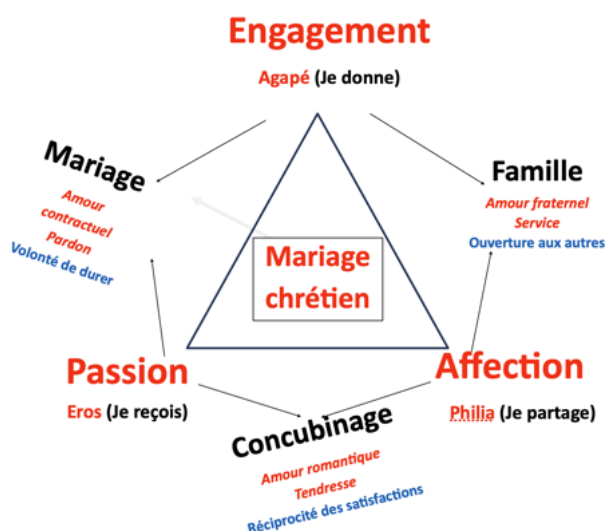 Engagement
Agapé (Je donne)
Mariage
Amour
contractuel
Pardon
Volonté de durer
Famille
Amour fraternel
Service
Ouverture aux autres
Mariage
chrétien
Passion
Eros (Je reçois)
Affection
Philia (Je partage)
Concubinage
Amour romantique
Tendresse
Réciprocité des satisfactions